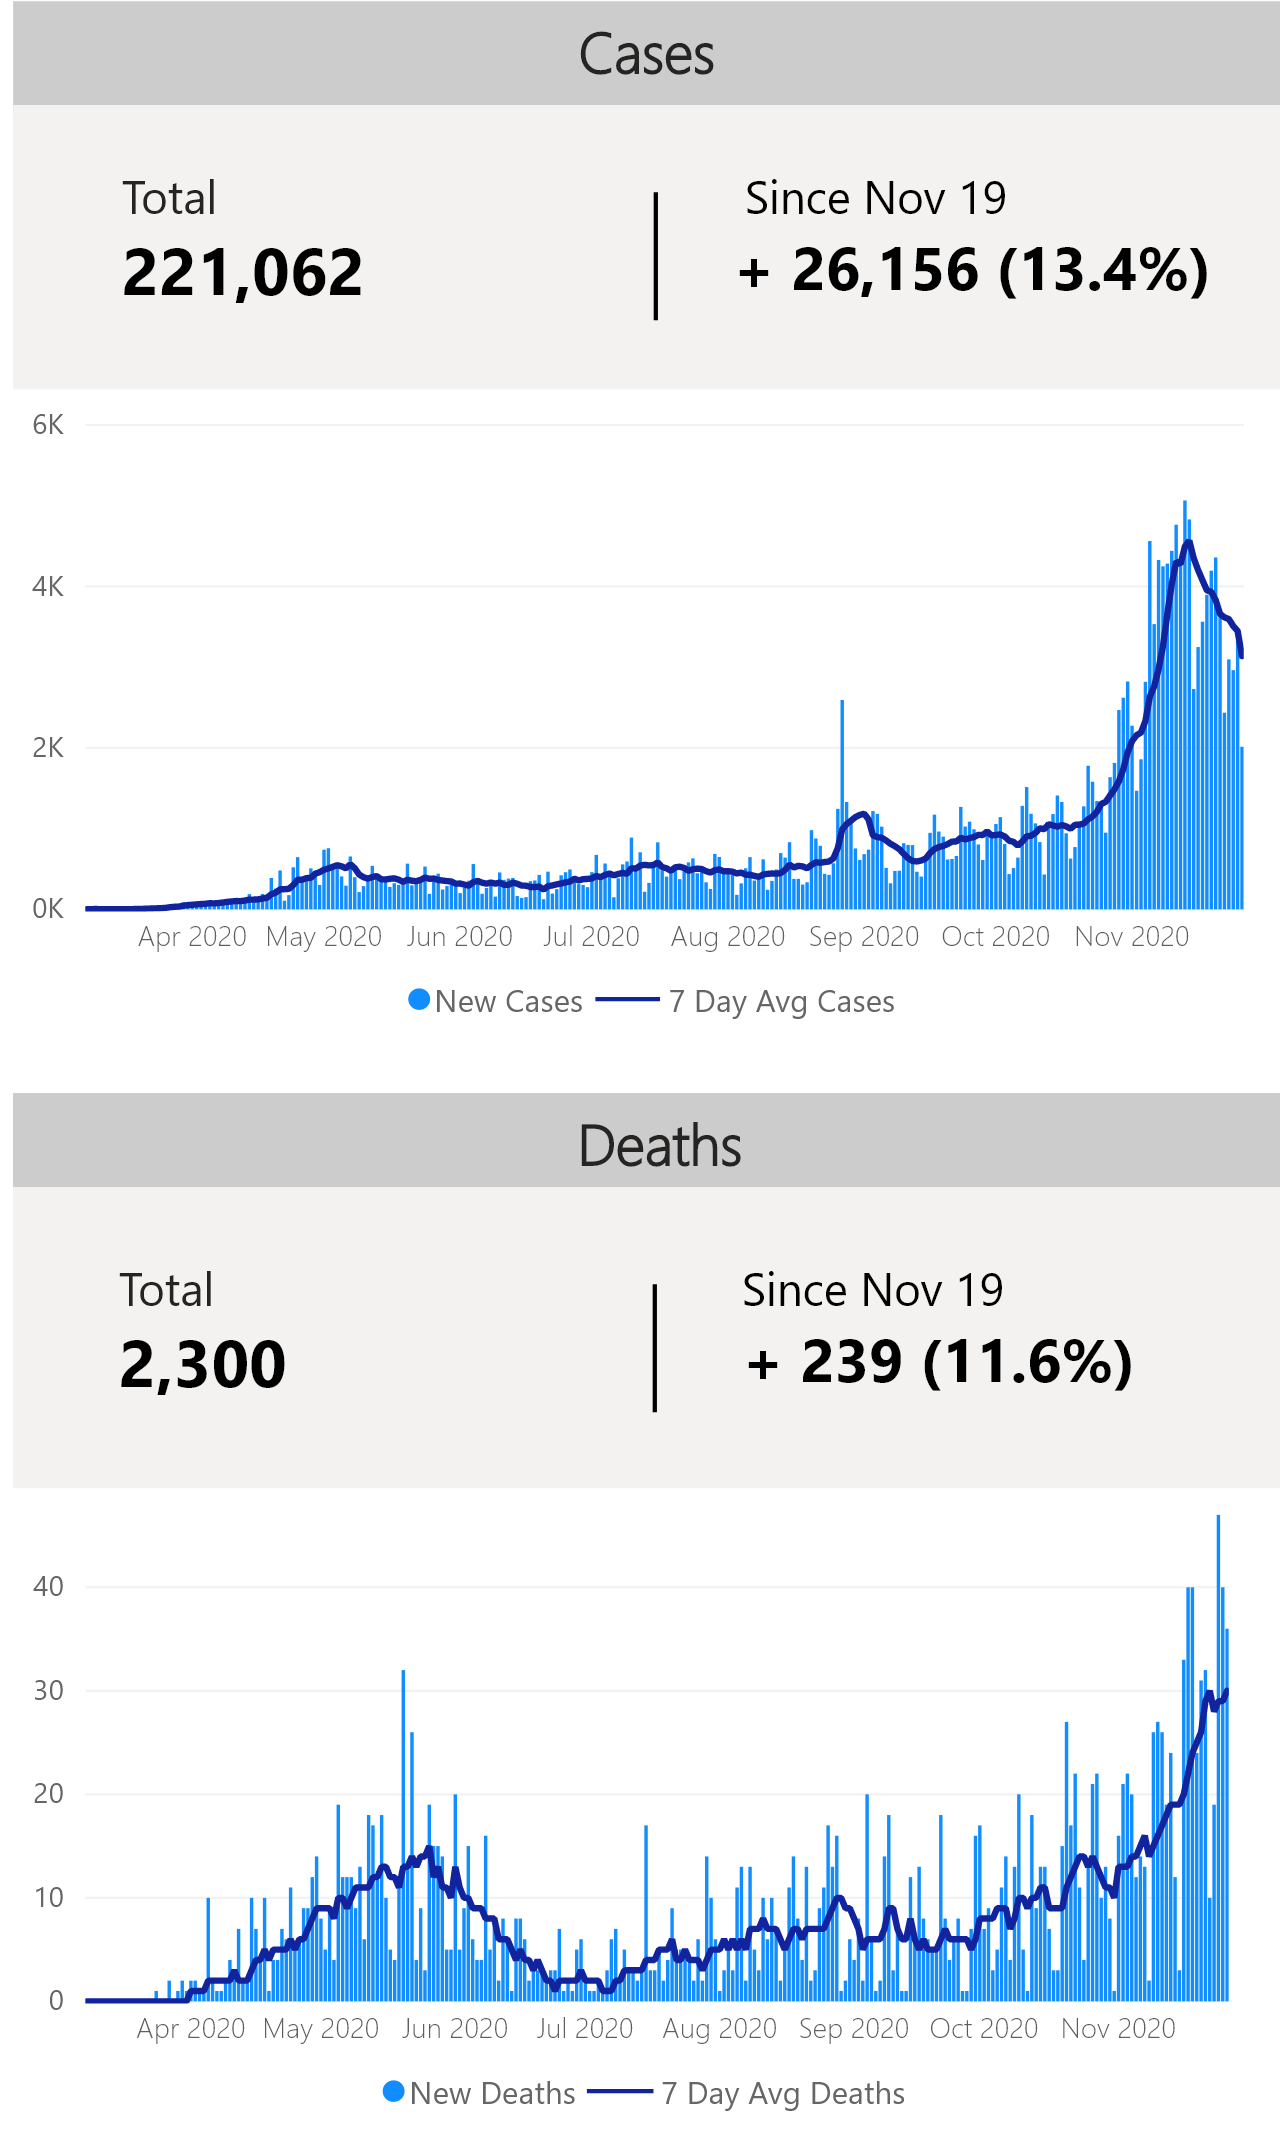 Cases
Total
Since Nov 19
221,062
+ 26,156 (13.4%)
6K
4K
2K
0K
Apr 2020 May 2020 Jun 2020 Jul 2020 Aug 2020 Sep 2020 Oct 2020 Nov 2020
New Cases 7 Day Avg Cases
Deaths
Total
Since Nov 19
2,300
+ 239 (11.6%)
40
30
20
10
0
Apr 2020 May 2020 Jun 2020 Jul 2020 Aug 2020 Sep 2020 Oct 2020 Nov 2020
New Deaths 7 Day Avg Deaths